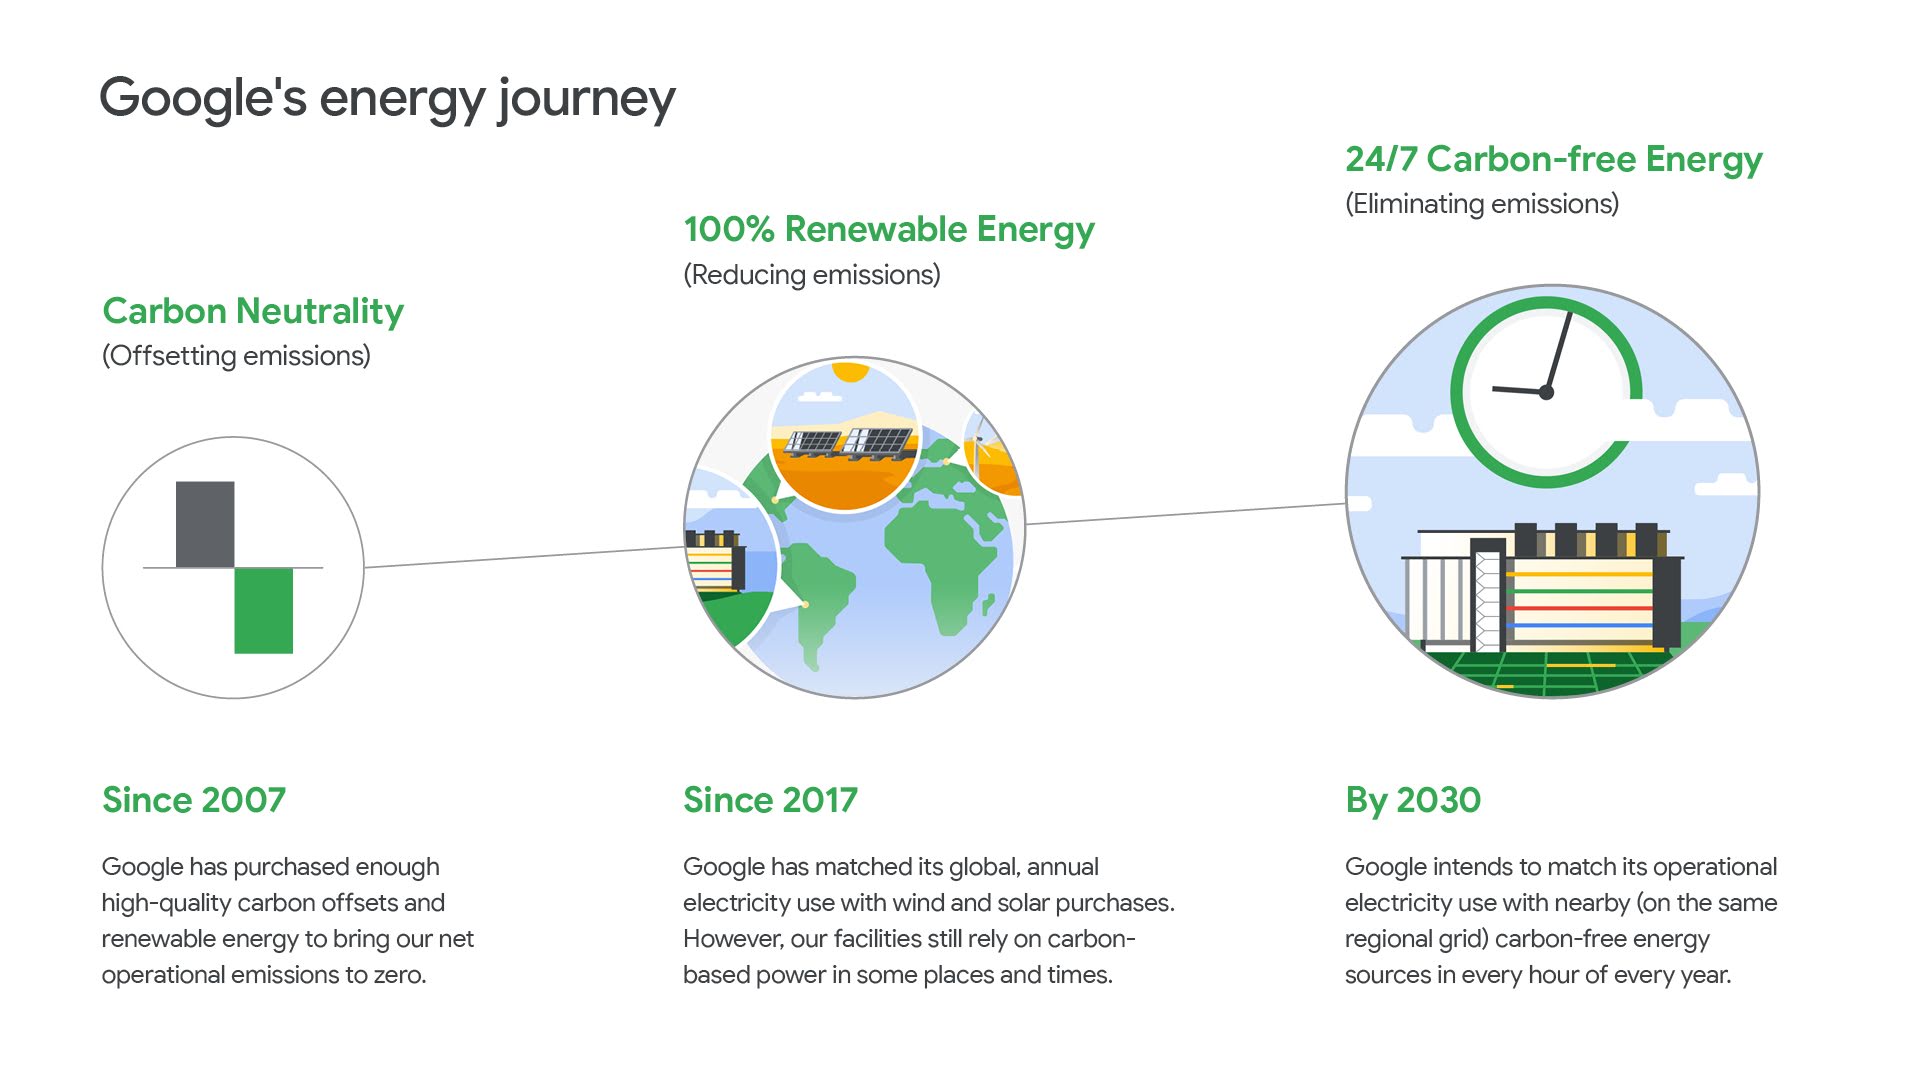 Google's energy journey
Carbon Neutrality
(Offsetting emissions)
Since 2007
Google has purchased enough
high-quality carbon offsets and
renewable energy to bring our net
operational emissions to zero.
100% Renewable Energy
(Reducing emissions)
Since 2017
Google has matched its global, annual
electricity use with wind and solar purchases.
However, our facilities still rely on carbon-
based power in some places and times.
24/7 Carbon-free Energy
(Eliminating emissions)
By 2030
Google intends to match its operational
electricity use with nearby (on the same
regional grid) carbon-free energy
sources in every hour of every year.